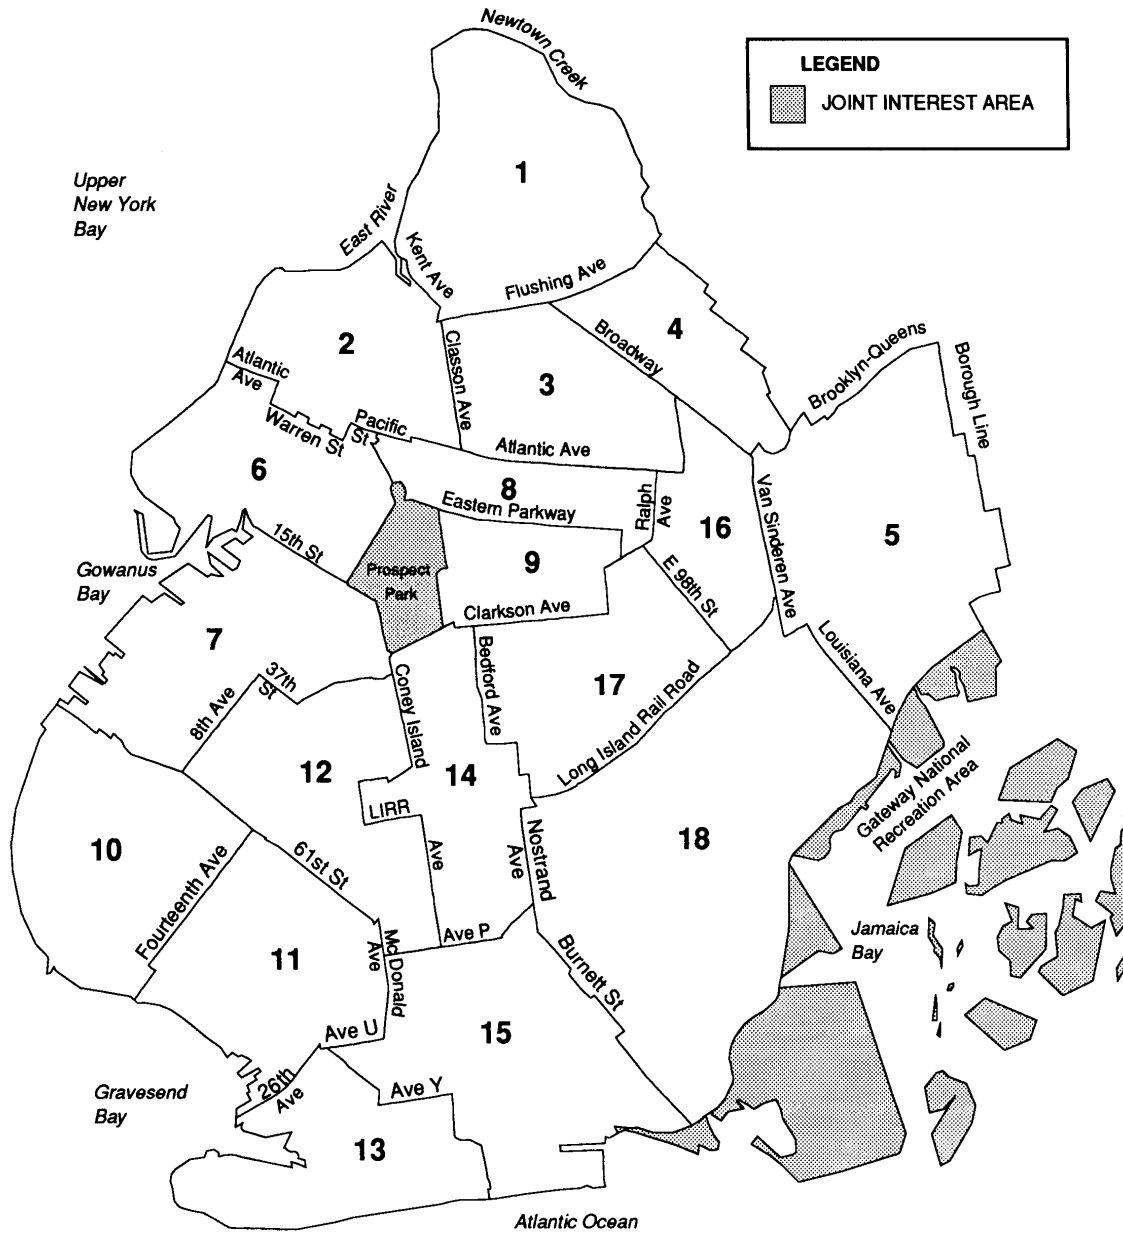 Newtown Creek
LEGEND
JOINT INTEREST AREA
1
Upper
New York
Bay
East River
Kent Ave
Flushing Ave
2
Classon Ave
3
Broadway
4
Brooklyn-Queens
Borough Line
Atlantic
Ave
Warren St
Pacific
St
Atlantic Ave
6
8
Eastern Parkway
Ralph
Ave
16
Van Sinderen Ave
5
15th St
Prospect
Park
9
E 98th St
Gowanus
Bay
Clarkson Ave
7
37th
St
8th Ave
Coney Island
Bedford Ave
17
Long Island Rail Road
Louisiana Ave
12
14
LIRR
Gateway National
Recreation Area
10
Fourteenth Ave
61st St
Ave
Nostrand
Ave
18
Ave P
11
McDonald
Ave
Burnett St
Jamaica
Bay
Ave U
15
26th
Ave
Ave Y
Gravesend
Bay
13
Atlantic Ocean